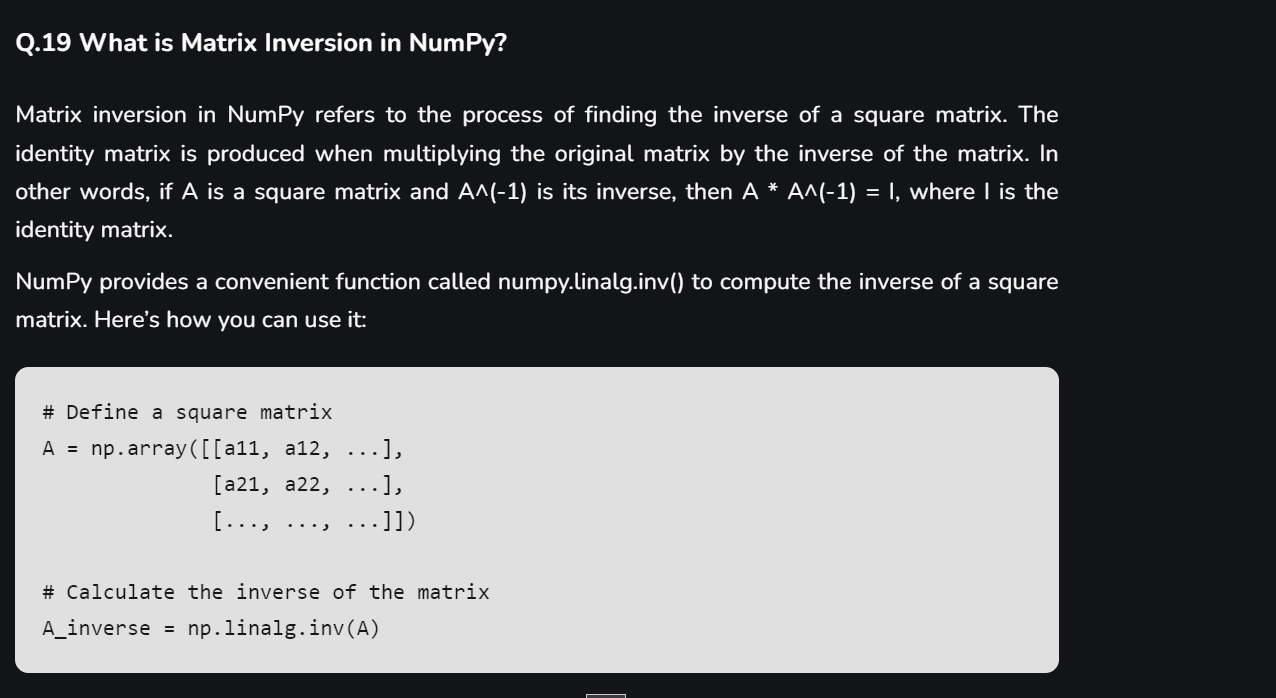 Q.19 What is Matrix Inversion in NumPy?
Matrix inversion in NumPy refers to the process of finding the inverse of a square matrix. The
identity matrix is produced when multiplying the original matrix by the inverse of the matrix. In
other words, if A is a square matrix and A^(-1) is its inverse, then A * A^(-1) = I, where I is the
identity matrix.
NumPy provides a convenient function called numpy.linalg.inv() to compute the inverse of a square
matrix. Here’s how you can use it:
# Define a square matrix
A = np.array([[a11, a12, ...],
              [a21, a22, ...],
              [..., ..., ...]])
# Calculate the inverse of the matrix
A_inverse = np.linalg.inv(A)